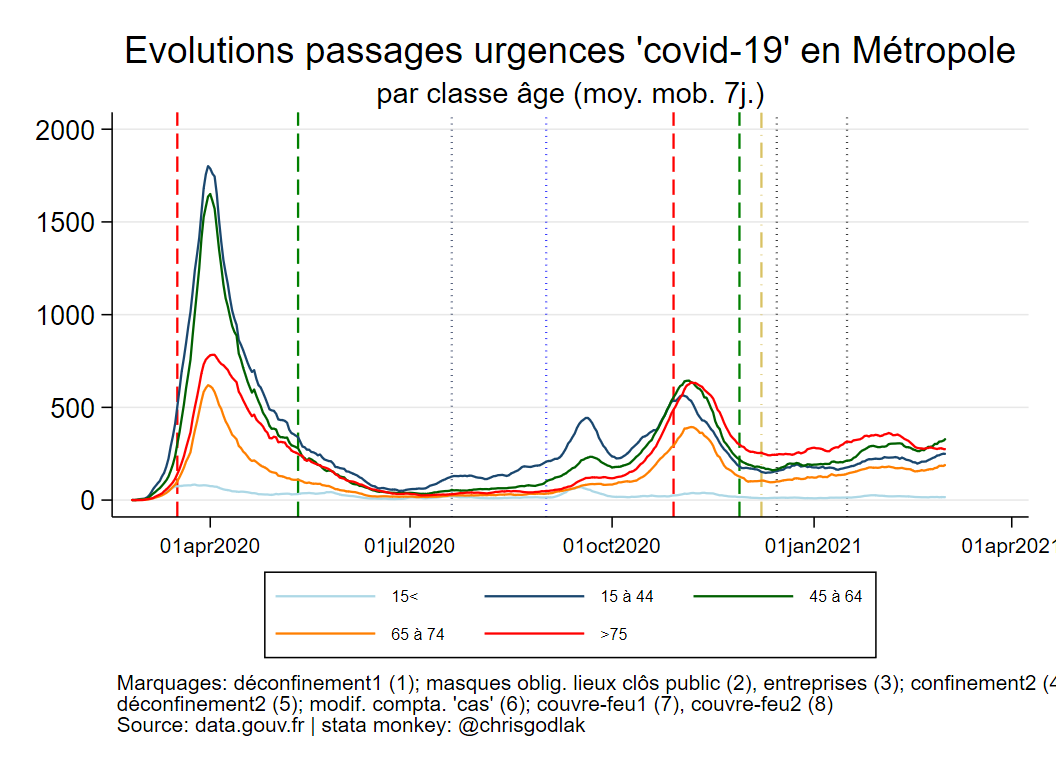 Evolutions passages urgences 'covid-19' en Métropole
par classe âge (moy. mob. 7j.)
2000
1500
1000
500
0
01apr2020 01jul2020 01oct2020 01jan2021 01apr2021
15< 15 à 44 45 à 64
65 à 74 >75
Marquages: déconfinement1 (1); masques oblig. lieux clôs public (2), entreprises (3); confinement2 (4
déconfinement2 (5); modif. compta. 'cas' (6); couvre-feu1 (7), couvre-feu2 (8)
Source: data.gouv.fr | stata monkey: @chrisgodlak